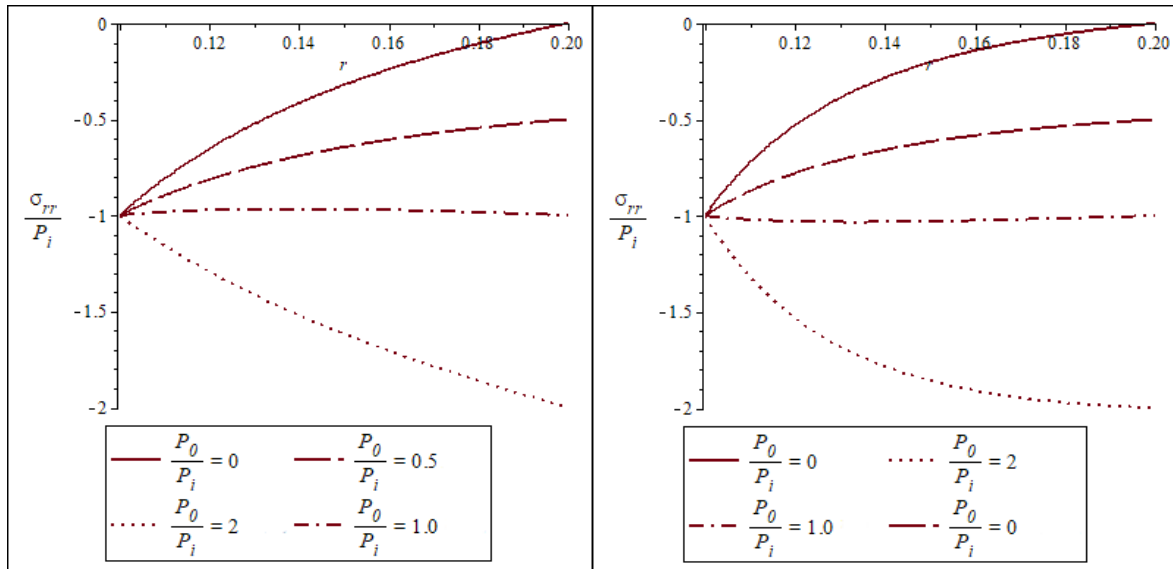 0
0.12 0.14 0.16 0.18 0.20
r
-0.5
σrr
Pi
-1
-1.5
-2
P0/Pi = 0 P0/Pi = 0.5
P0/Pi = 2 P0/Pi = 1.0
0
0.12 0.14 0.16 0.18 0.20
r
-0.5
σrr
Pi
-1
-1.5
-2
P0/Pi = 0 P0/Pi = 2
P0/Pi = 1.0 P0/Pi = 0